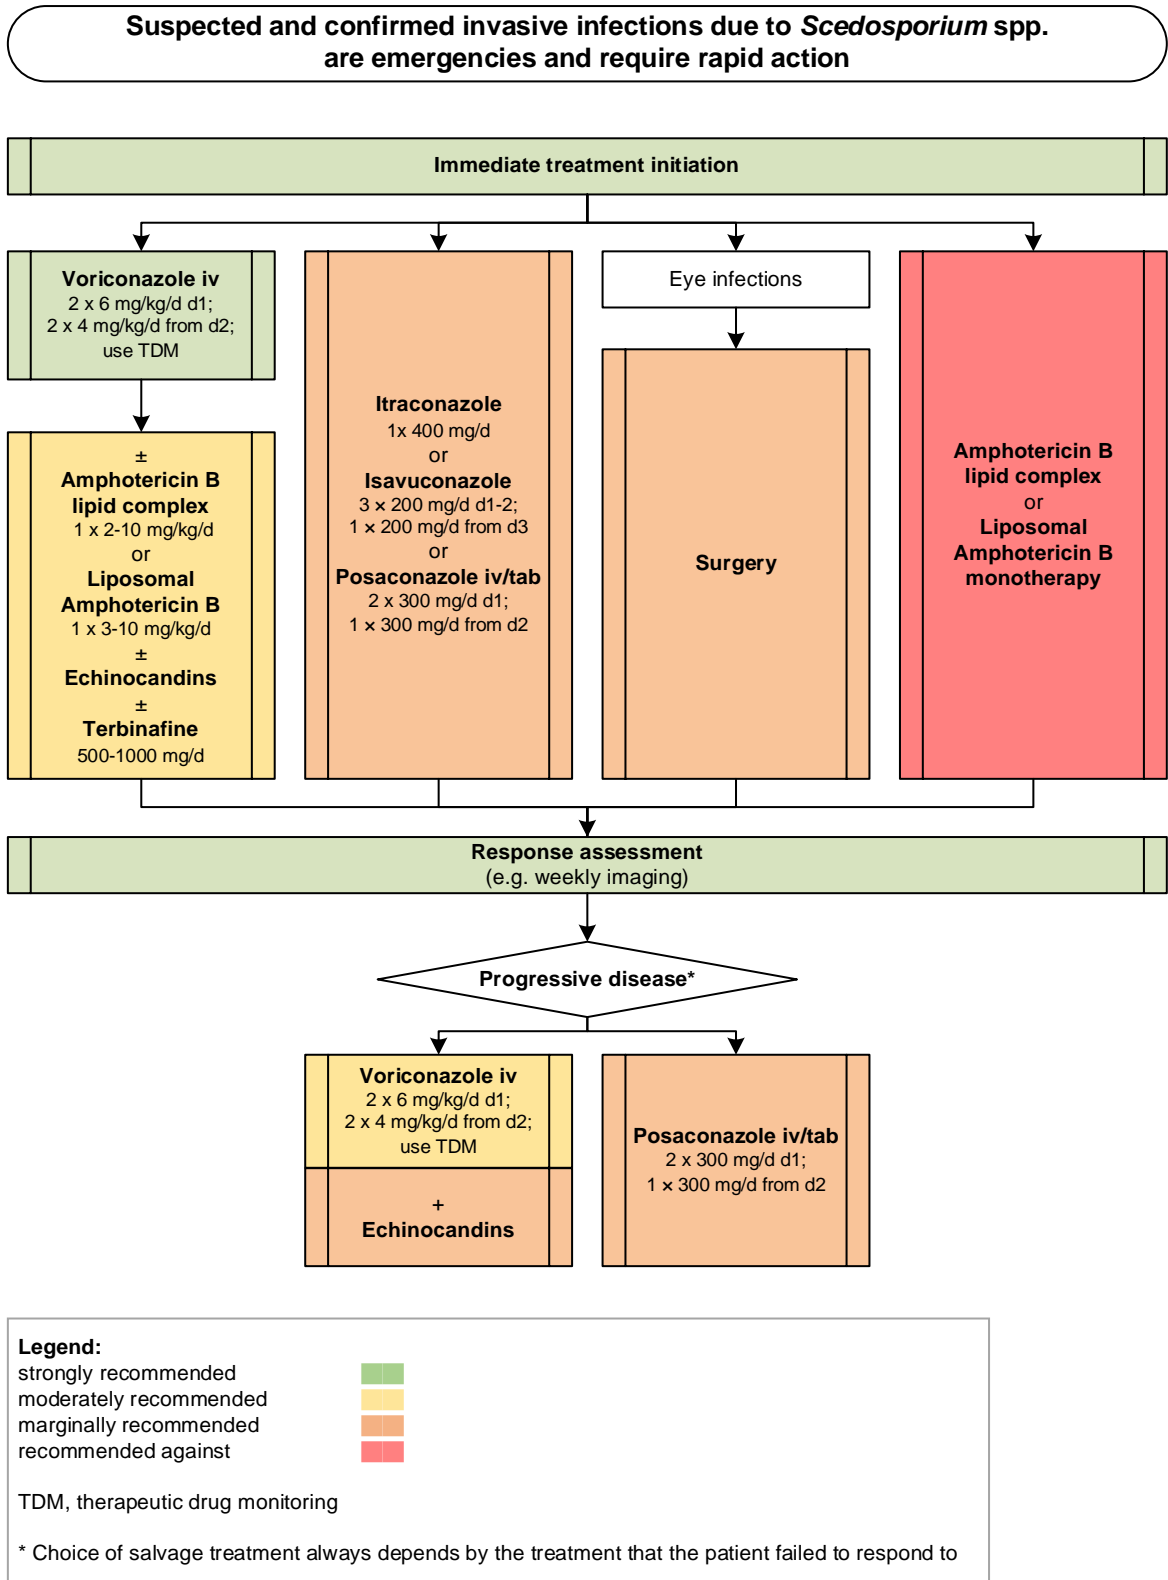 Suspected and confirmed invasive infections due to Scedosporium spp.
are emergencies and require rapid action
Immediate treatment initiation
Voriconazole iv
2 x 6 mg/kg/d d1;
2 x 4 mg/kg/d from d2;
use TDM
±
Amphotericin B
lipid complex
1 x 2-10 mg/kg/d
or
Liposomal
Amphotericin B
1 x 3-10 mg/kg/d
±
Echinocandins
±
Terbinafine
500-1000 mg/d
Itraconazole
1x 400 mg/d
or
Isavuconazole
3 × 200 mg/d d1-2;
1 × 200 mg/d from d3
or
Posaconazole iv/tab
2 x 300 mg/d d1;
1 × 300 mg/d from d2
Eye infections
Surgery
Amphotericin B
lipid complex
or
Liposomal
Amphotericin B
monotherapy
Response assessment
(e.g. weekly imaging)
Progressive disease*
Voriconazole iv
2 x 6 mg/kg/d d1;
2 x 4 mg/kg/d from d2;
use TDM
+
Echinocandins
Posaconazole iv/tab
2 x 300 mg/d d1;
1 × 300 mg/d from d2
Legend:
strongly recommended
moderately recommended
marginally recommended
recommended against
TDM, therapeutic drug monitoring
* Choice of salvage treatment always depends by the treatment that the patient failed to respond to